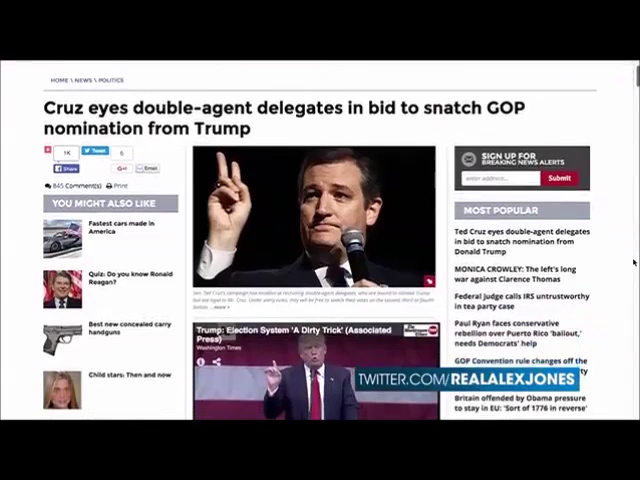 HOME \ NEWS \ POLITICS
Cruz eyes double-agent delegates in bid to snatch GOP
nomination from Trump
1K
Tweet
6
Share
G+1
Email
845 Comment(s)
Print
YOU MIGHT ALSO LIKE
Fastest cars made in
America
Quiz: Do you know Ronald
Reagan?
Best new concealed carry
handguns
Child stars: Then and now
Trump: Election System 'A Dirty Trick' (Associated
Press)
Washington Times
SIGN UP FOR
BREAKING NEWS ALERTS
enter address...
Submit
MOST POPULAR
Ted Cruz eyes double-agent delegates
in bid to snatch nomination from
Donald Trump
MONICA CROWLEY: The left's long
war against Clarence Thomas
Federal judge calls IRS untrustworthy
in tea party case
Paul Ryan faces conservative
rebellion over Puerto Rico 'bailout,'
needs Democrats' help
GOP Convention rule changes off the
Britain offended by Obama pressure
to stay in EU: 'Sort of 1776 in reverse'
TWITTER.COM/REALALEXJONES